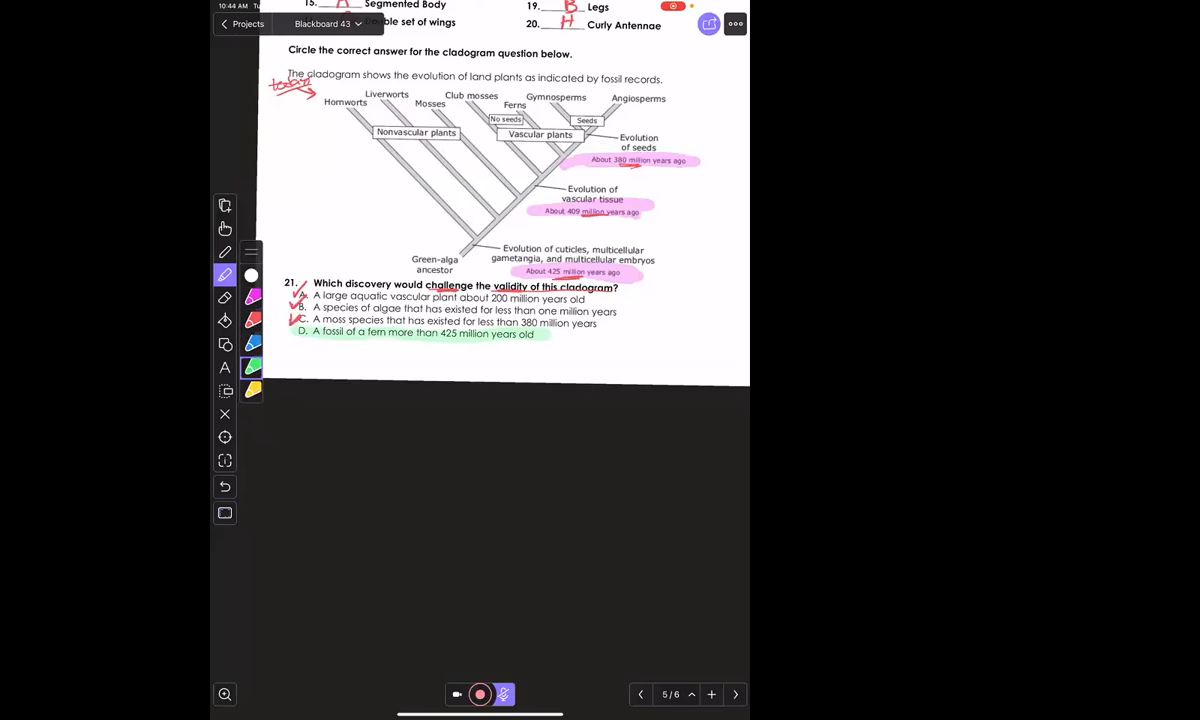 10:44 AM Tu
Projects
Blackboard 43
15. A Segmented Body
19. B Legs
uble set of wings
20. H Curly Antennae
Circle the correct answer for the cladogram question below.
The cladogram shows the evolution of land plants as indicated by fossil records.
today
Hornworts
Liverworts
Mosses
Club mosses
Ferns
Gymnosperms
Angiosperms
No seeds
Seeds
Nonvascular plants
Vascular plants
Evolution
of seeds
About 380 million years ago
Evolution of
vascular tissue
About 409 million years ago
Evolution of cuticles, multicellular
gametangia, and multicellular embryos
About 425 million years ago
Green-alga
ancestor
21. Which discovery would challenge the validity of this cladogram?
A. A large aquatic vascular plant about 200 million years old
B. A species of algae that has existed for less than one million years
C. A moss species that has existed for less than 380 million years
D. A fossil of a fern more than 425 million years old
A
5 / 6